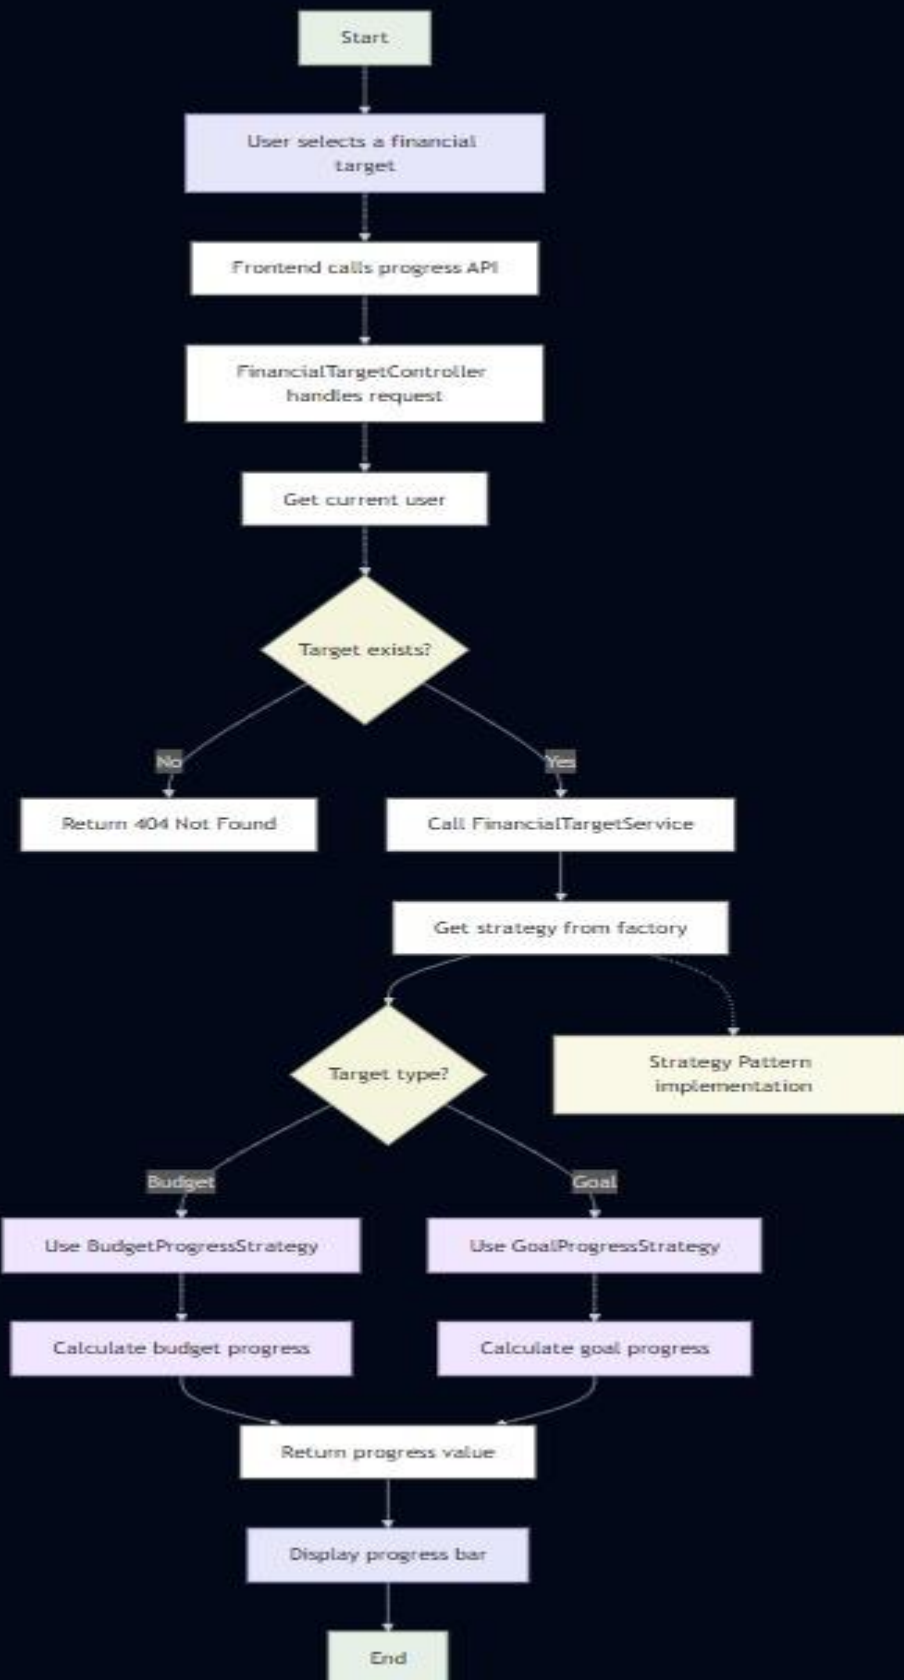 Start
User selects a financial
target
Frontend calls progress API
FinancialTargetController
handles request
Get current user
Target exists?
No
Yes
Return 404 Not Found
Call FinancialTargetService
Get strategy from factory
Target type?
Strategy Pattern
implementation
Budget
Goal
Use BudgetProgressStrategy
Use GoalProgressStrategy
Calculate budget progress
Calculate goal progress
Return progress value
Display progress bar
End